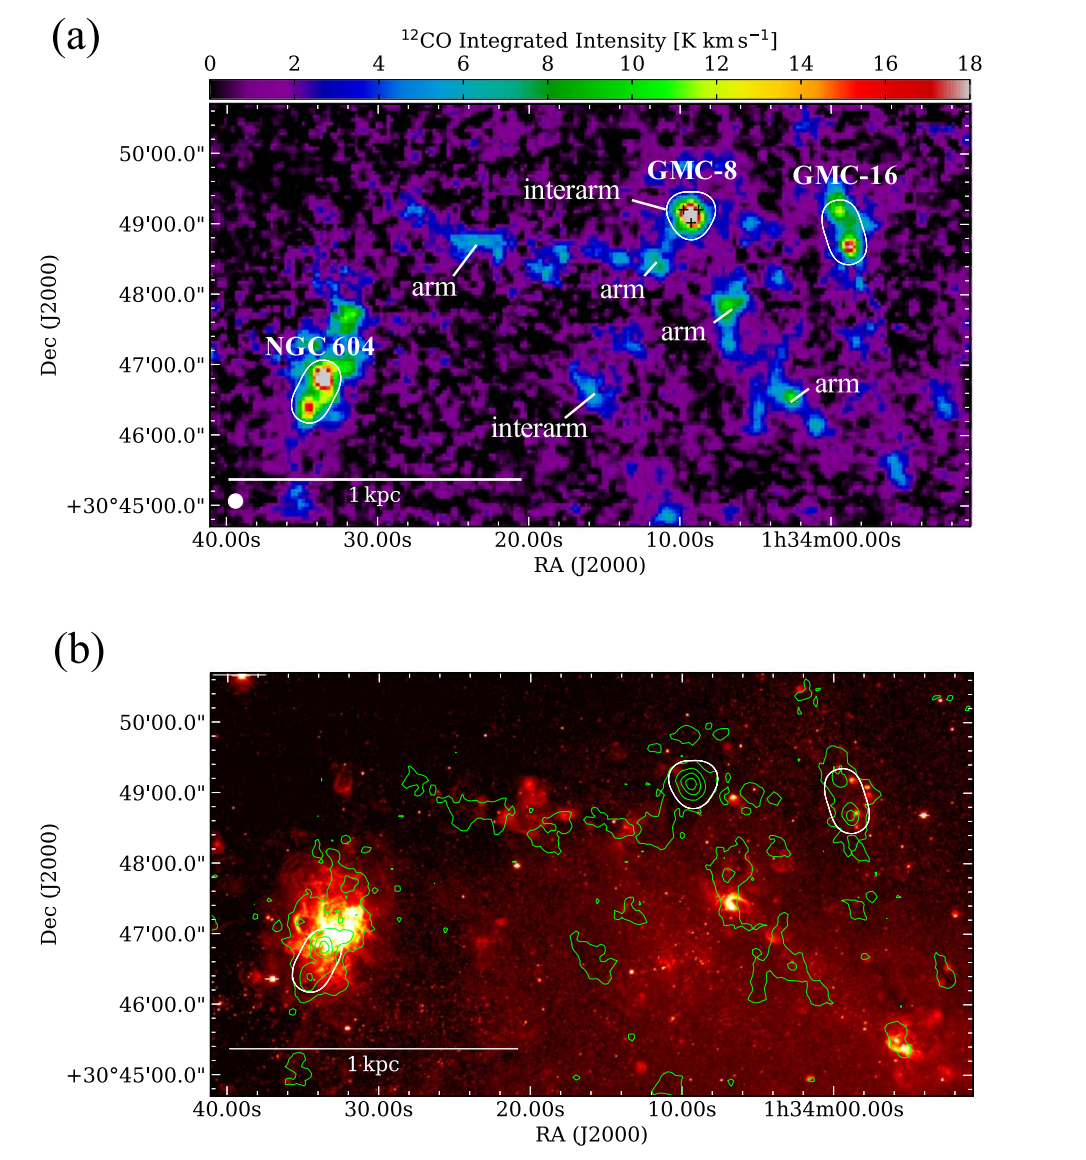 (a)
¹²CO Integrated Intensity [K km s⁻¹]
0 2 4 6 8 10 12 14 16 18
50'00.0"
49'00.0"
48'00.0"
47'00.0"
46'00.0"
+30°45'00.0"
Dec (J2000)
GMC-8
GMC-16
interarm
arm
arm
arm
NGC 604
arm
interarm
1 kpc
40.00s 30.00s 20.00s 10.00s 1h34m00.00s
RA (J2000)
(b)
50'00.0"
49'00.0"
48'00.0"
47'00.0"
46'00.0"
+30°45'00.0"
Dec (J2000)
1 kpc
40.00s 30.00s 20.00s 10.00s 1h34m00.00s
RA (J2000)